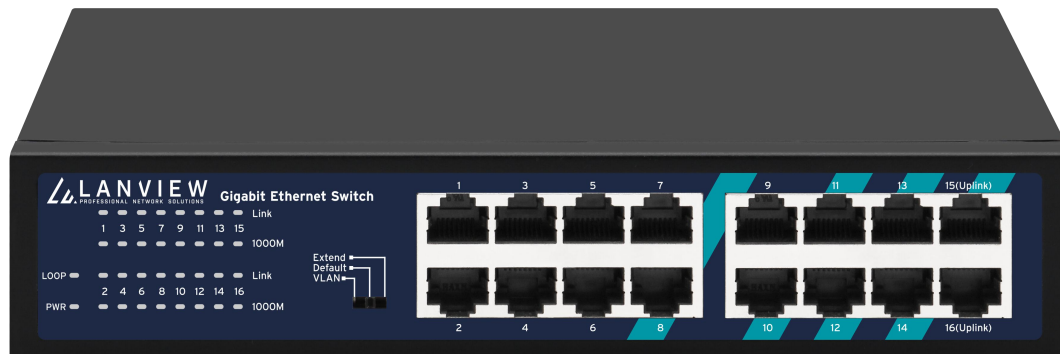 LANVIEW
PROFESSIONAL NETWORK SOLUTIONS
Gigabit Ethernet Switch
Link
1 3 5 7 9 11 13 15
1000M
LOOP
Link
2 4 6 8 10 12 14 16
PWR
1000M
Extend
Default
VLAN
1 3 5 7
9 11 13 15(Uplink)
2 4 6 8
10 12 14 16(Uplink)